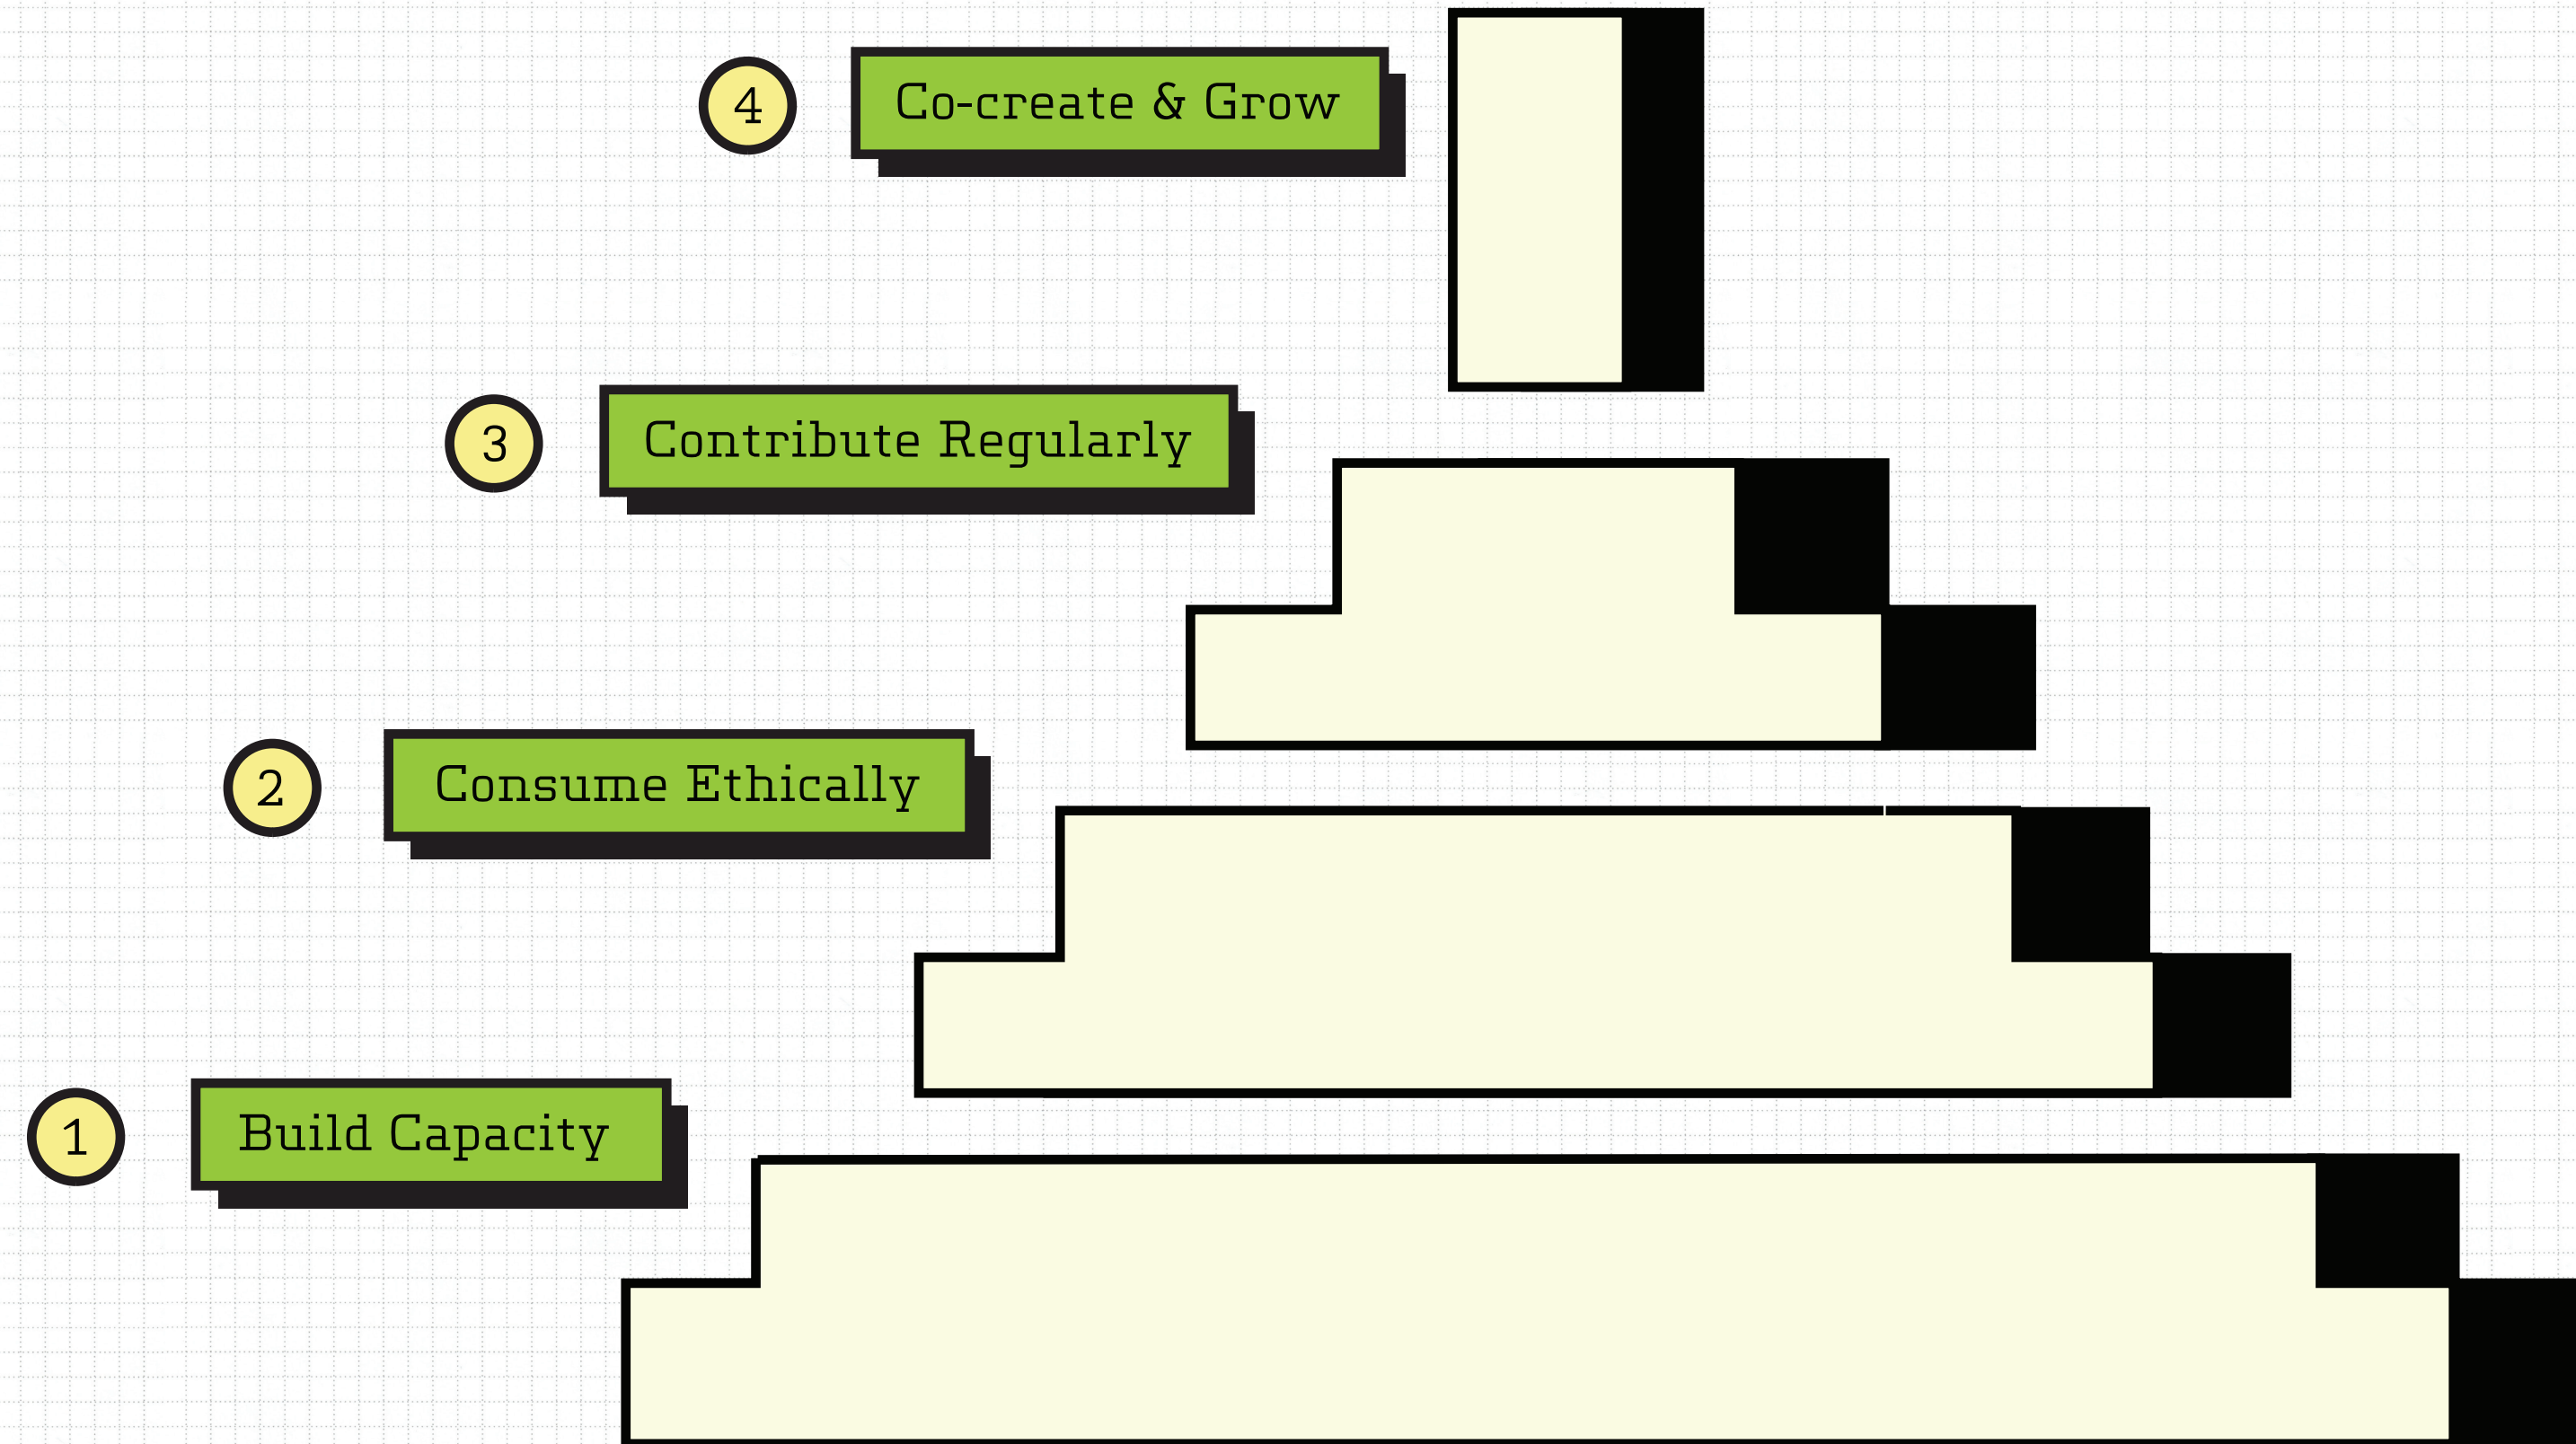 4
Co-create & Grow
3
Contribute Regularly
2
Consume Ethically
1
Build Capacity